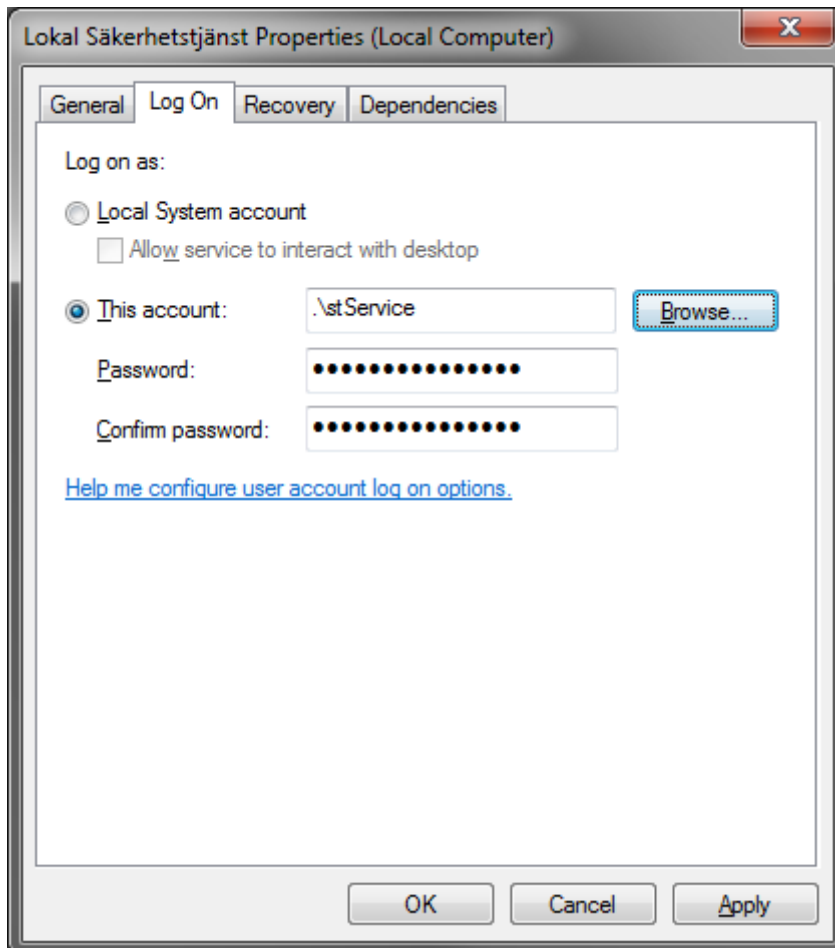 Lokal Säkerhetstjänst Properties (Local Computer)
General Log On Recovery Dependencies
Log on as:
Local System account
Allow service to interact with desktop
This account: .\stService Browse...
Password: •••••••••••••••
Confirm password: •••••••••••••••
Help me configure user account log on options.
OK Cancel Apply